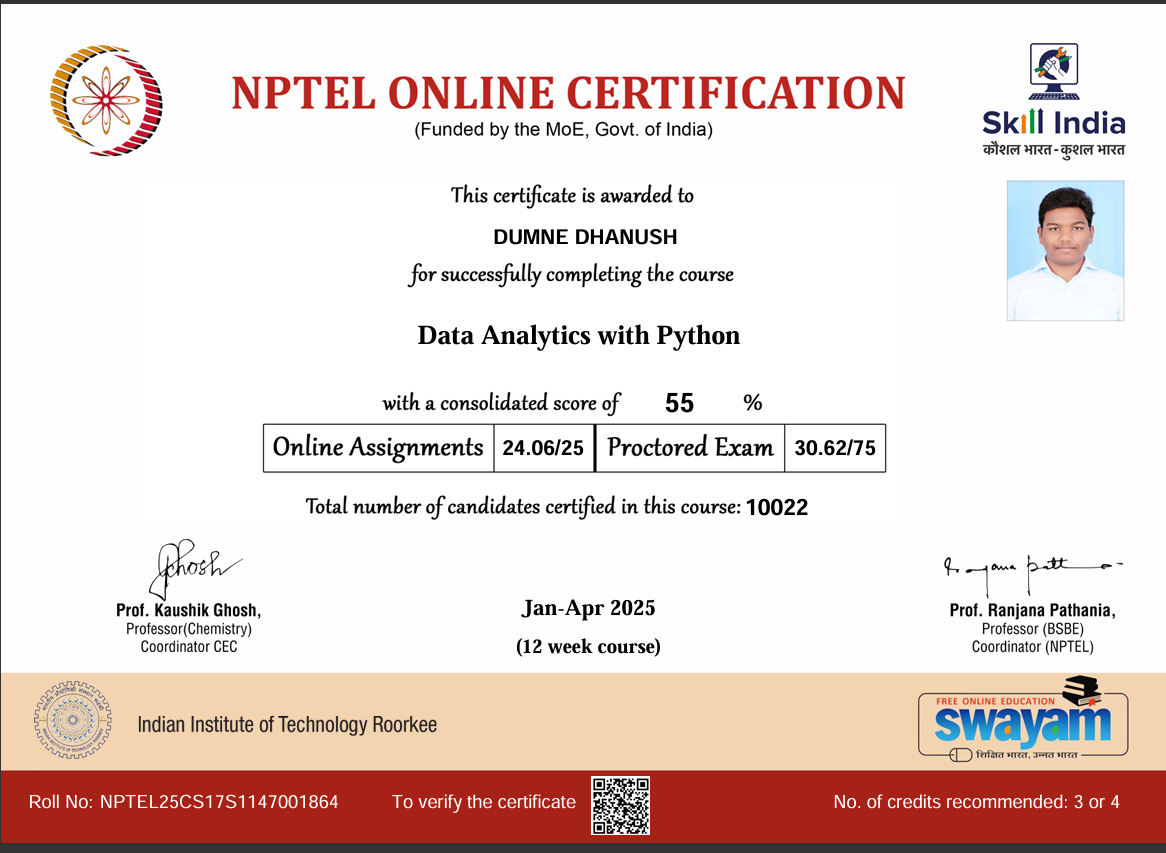 NPTEL ONLINE CERTIFICATION
(Funded by the MoE, Govt. of India)
Skill India
कौशल भारत - कुशल भारत
This certificate is awarded to
DUMNE DHANUSH
for successfully completing the course
Data Analytics with Python
with a consolidated score of 55 %
Online Assignments 24.06/25 Proctored Exam 30.62/75
Total number of candidates certified in this course: 10022
Prof. Kaushik Ghosh,
Professor(Chemistry)
Coordinator CEC
Jan-Apr 2025
(12 week course)
Prof. Ranjana Pathania,
Professor (BSBE)
Coordinator (NPTEL)
Indian Institute of Technology Roorkee
FREE ONLINE EDUCATION
swayam
शिक्षित भारत, उन्नत भारत
Roll No: NPTEL25CS17S1147001864
To verify the certificate
No. of credits recommended: 3 or 4